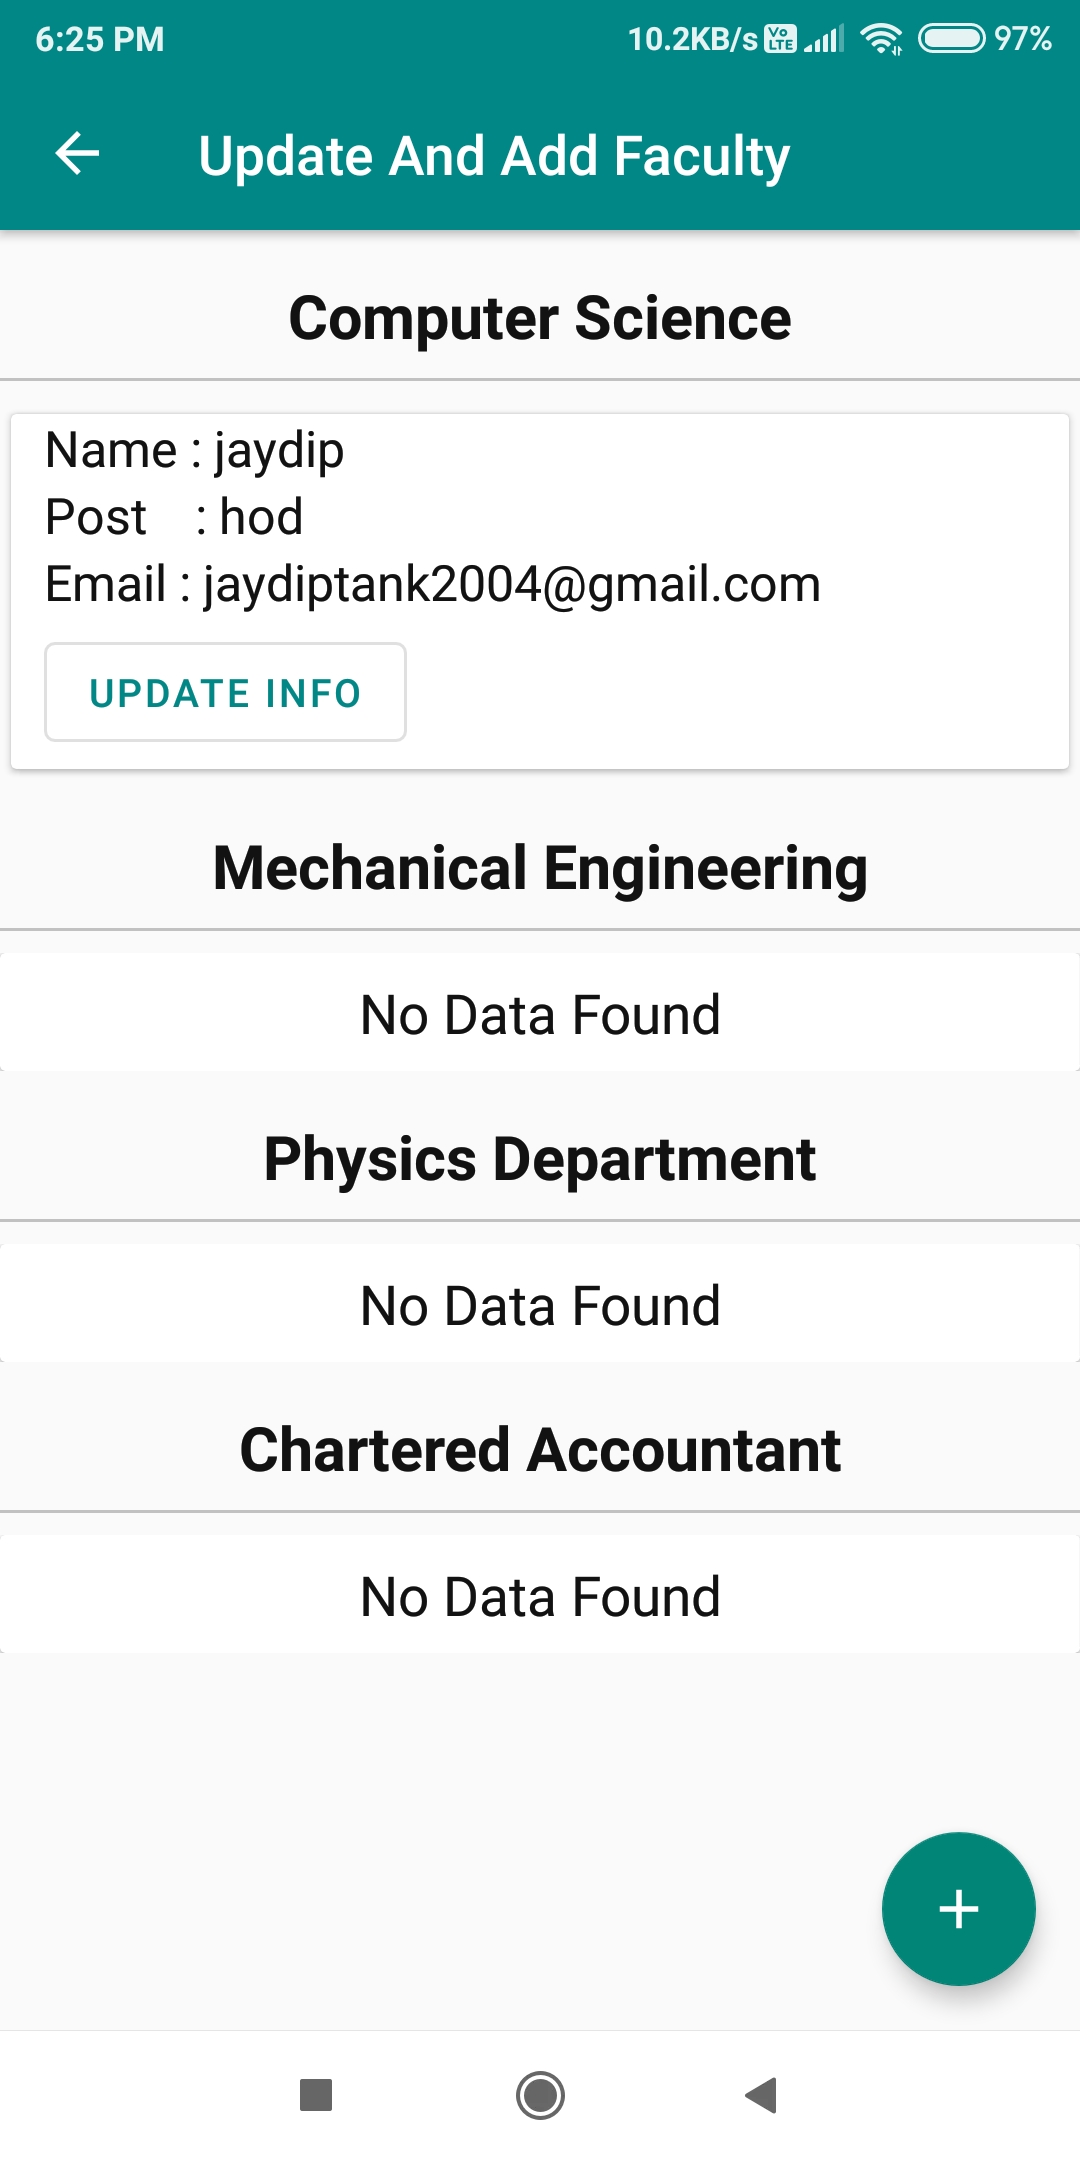 6:25 PM 10.2KB/s Vo LTE 97%
Update And Add Faculty
Computer Science
Name : jaydip
Post : hod
Email : jaydiptank2004@gmail.com
UPDATE INFO
Mechanical Engineering
No Data Found
Physics Department
No Data Found
Chartered Accountant
No Data Found